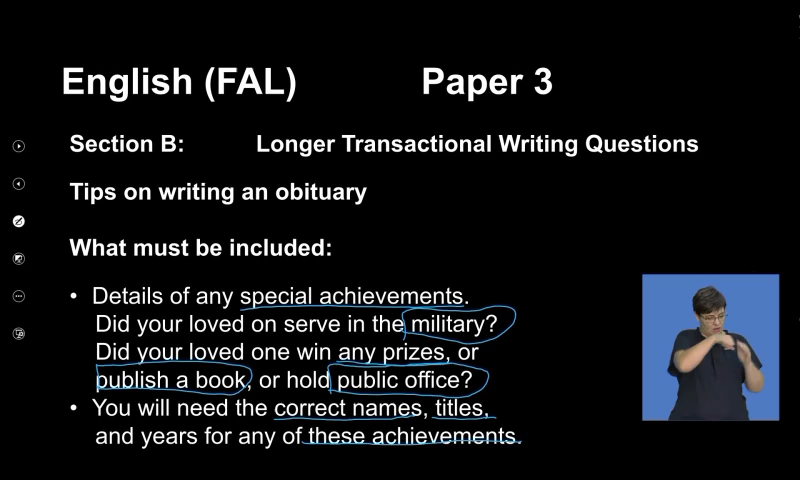 English (FAL) Paper 3
Section B: Longer Transactional Writing Questions
Tips on writing an obituary
What must be included:
• Details of any special achievements.
Did your loved on serve in the military?
Did your loved one win any prizes, or
publish a book, or hold public office?
• You will need the correct names, titles,
and years for any of these achievements.